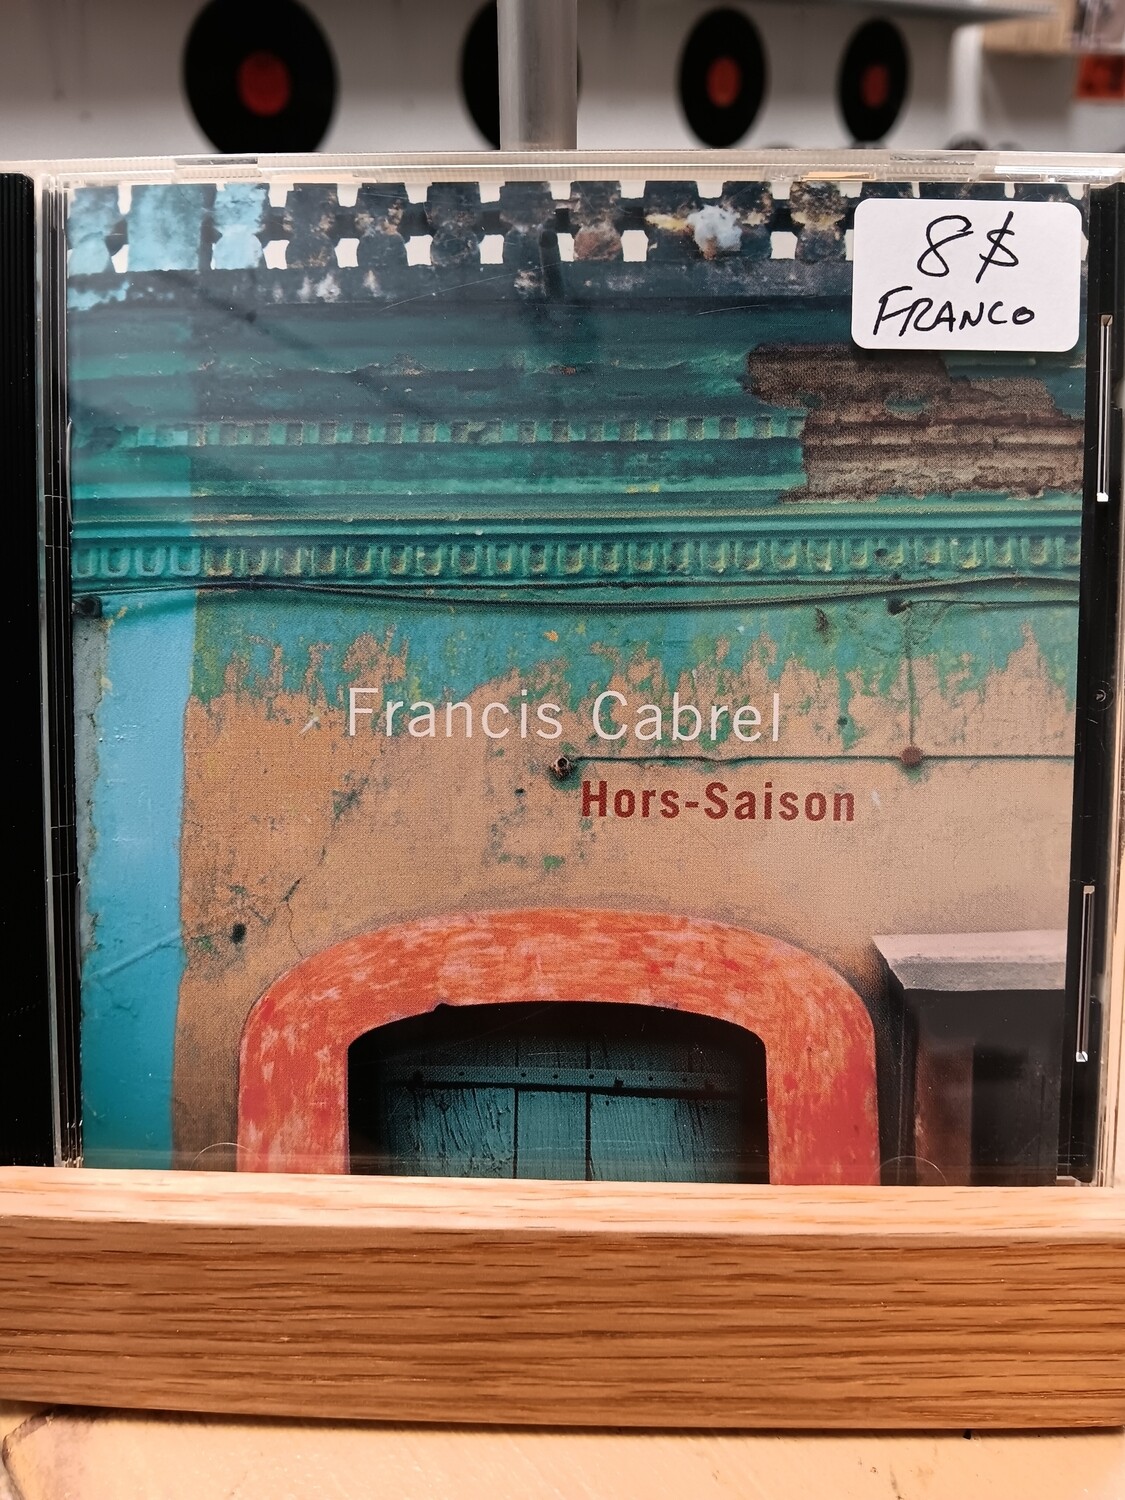 8$
FRANCO
Francis Cabrel
Hors-Saison